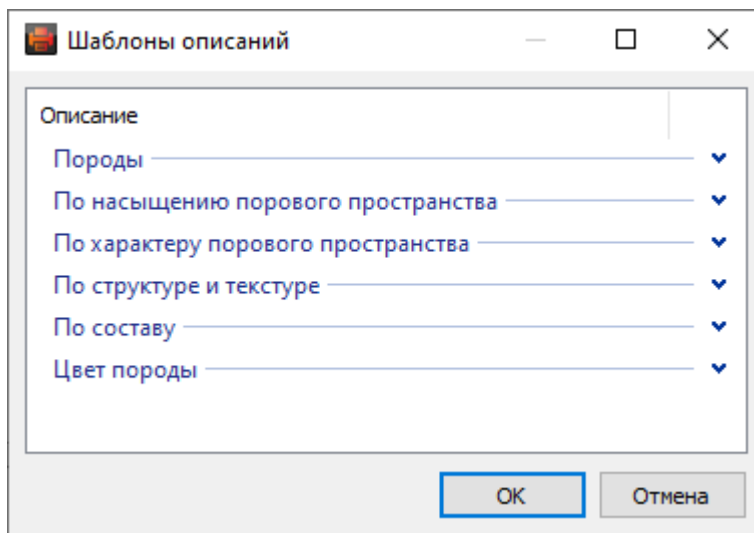 Шаблоны описаний
Описание
Породы
По насыщению порового пространства
По характеру порового пространства
По структуре и текстуре
По составу
Цвет породы
OK
Отмена